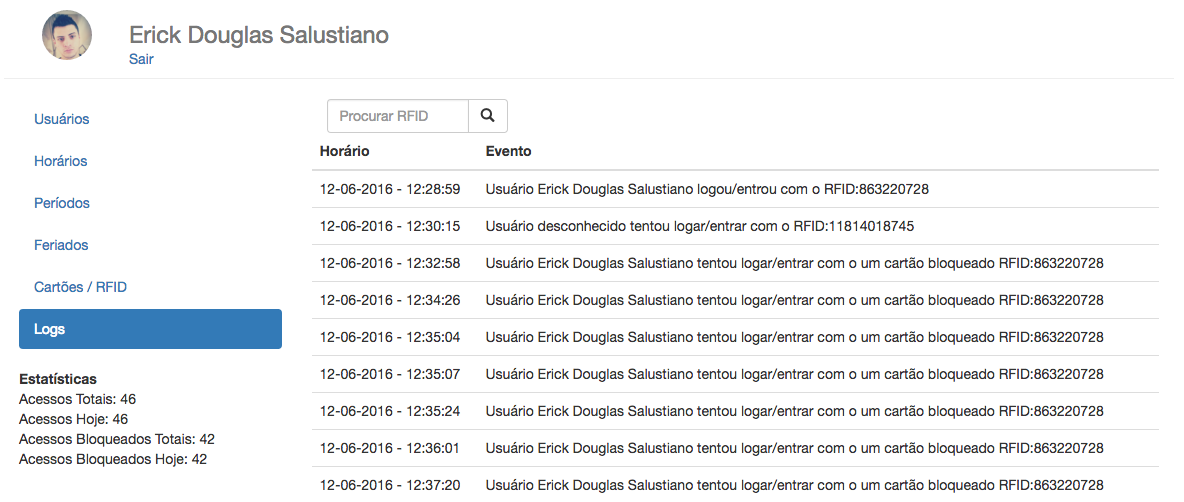 Erick Douglas Salustiano
Sair
Usuários
Horários
Períodos
Feriados
Cartões / RFID
Logs
Estatísticas
Acessos Totais: 46
Acessos Hoje: 46
Acessos Bloqueados Totais: 42
Acessos Bloqueados Hoje: 42
Procurar RFID
Horário Evento
12-06-2016 - 12:28:59 Usuário Erick Douglas Salustiano logou/entrou com o RFID:863220728
12-06-2016 - 12:30:15 Usuário desconhecido tentou logar/entrar com o RFID:11814018745
12-06-2016 - 12:32:58 Usuário Erick Douglas Salustiano tentou logar/entrar com o um cartão bloqueado RFID:863220728
12-06-2016 - 12:34:26 Usuário Erick Douglas Salustiano tentou logar/entrar com o um cartão bloqueado RFID:863220728
12-06-2016 - 12:35:04 Usuário Erick Douglas Salustiano tentou logar/entrar com o um cartão bloqueado RFID:863220728
12-06-2016 - 12:35:07 Usuário Erick Douglas Salustiano tentou logar/entrar com o um cartão bloqueado RFID:863220728
12-06-2016 - 12:35:24 Usuário Erick Douglas Salustiano tentou logar/entrar com o um cartão bloqueado RFID:863220728
12-06-2016 - 12:36:01 Usuário Erick Douglas Salustiano tentou logar/entrar com o um cartão bloqueado RFID:863220728
12-06-2016 - 12:37:20 Usuário Erick Douglas Salustiano tentou logar/entrar com o um cartão bloqueado RFID:863220728